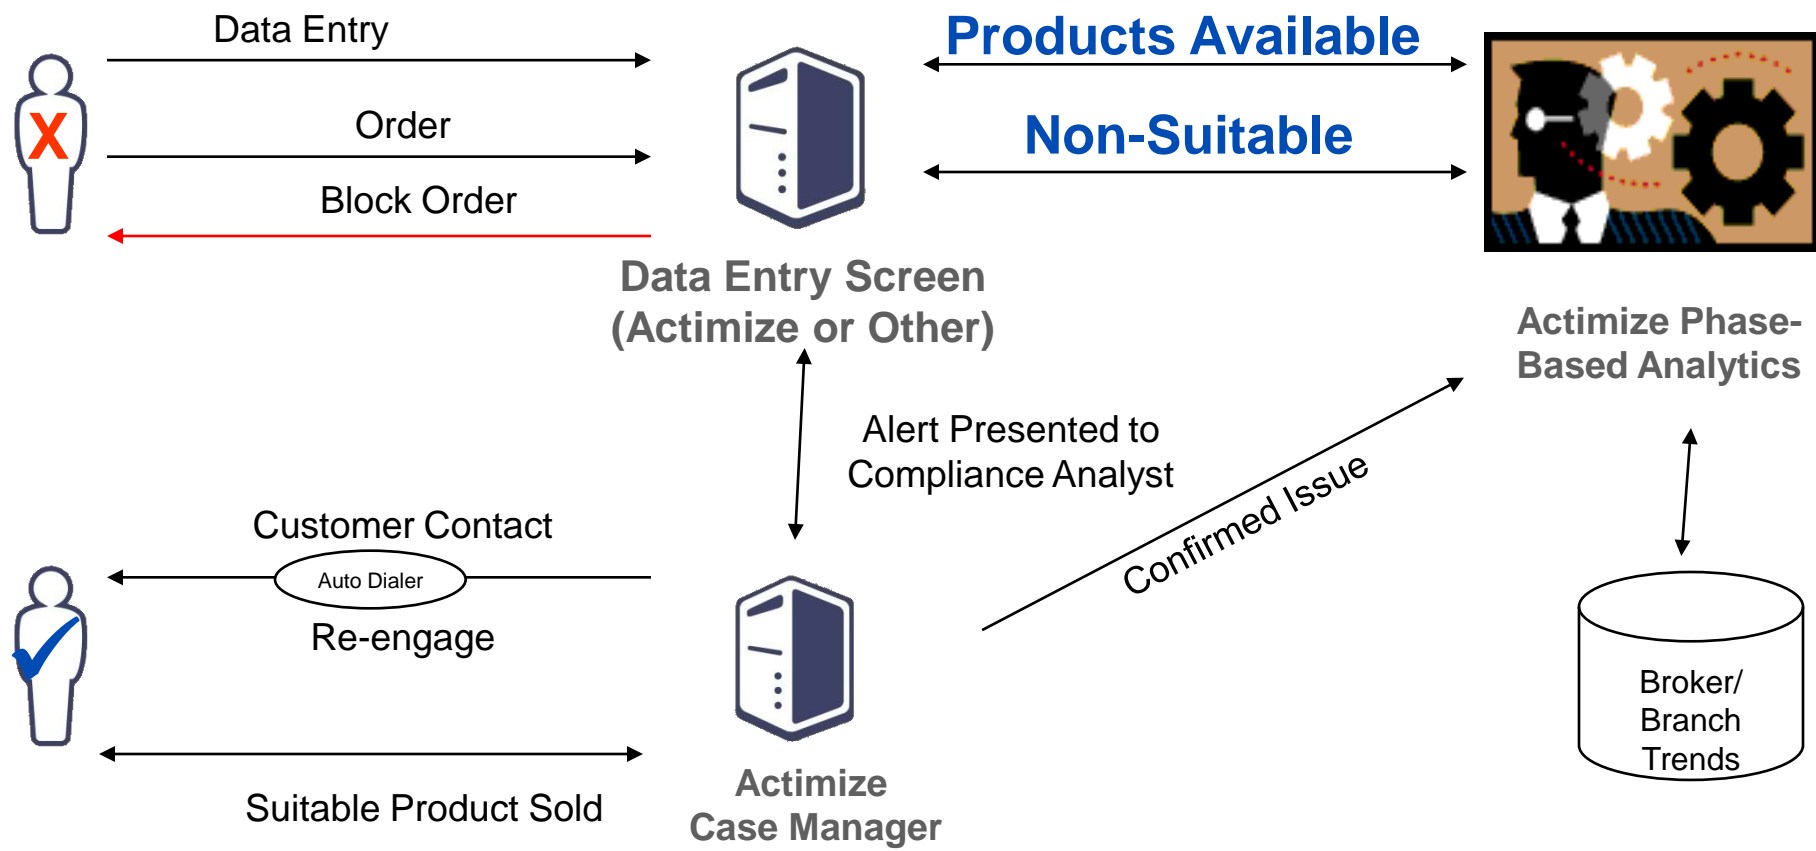 Data Entry
Products Available
Order
Non-Suitable
X
Block Order
Data Entry Screen
(Actimize or Other)
Actimize Phase-
Based Analytics
Alert Presented to
Compliance Analyst
Confirmed Issue
Customer Contact
Auto Dialer
Re-engage
Broker/
Branch
Trends
Suitable Product Sold
Actimize
Case Manager